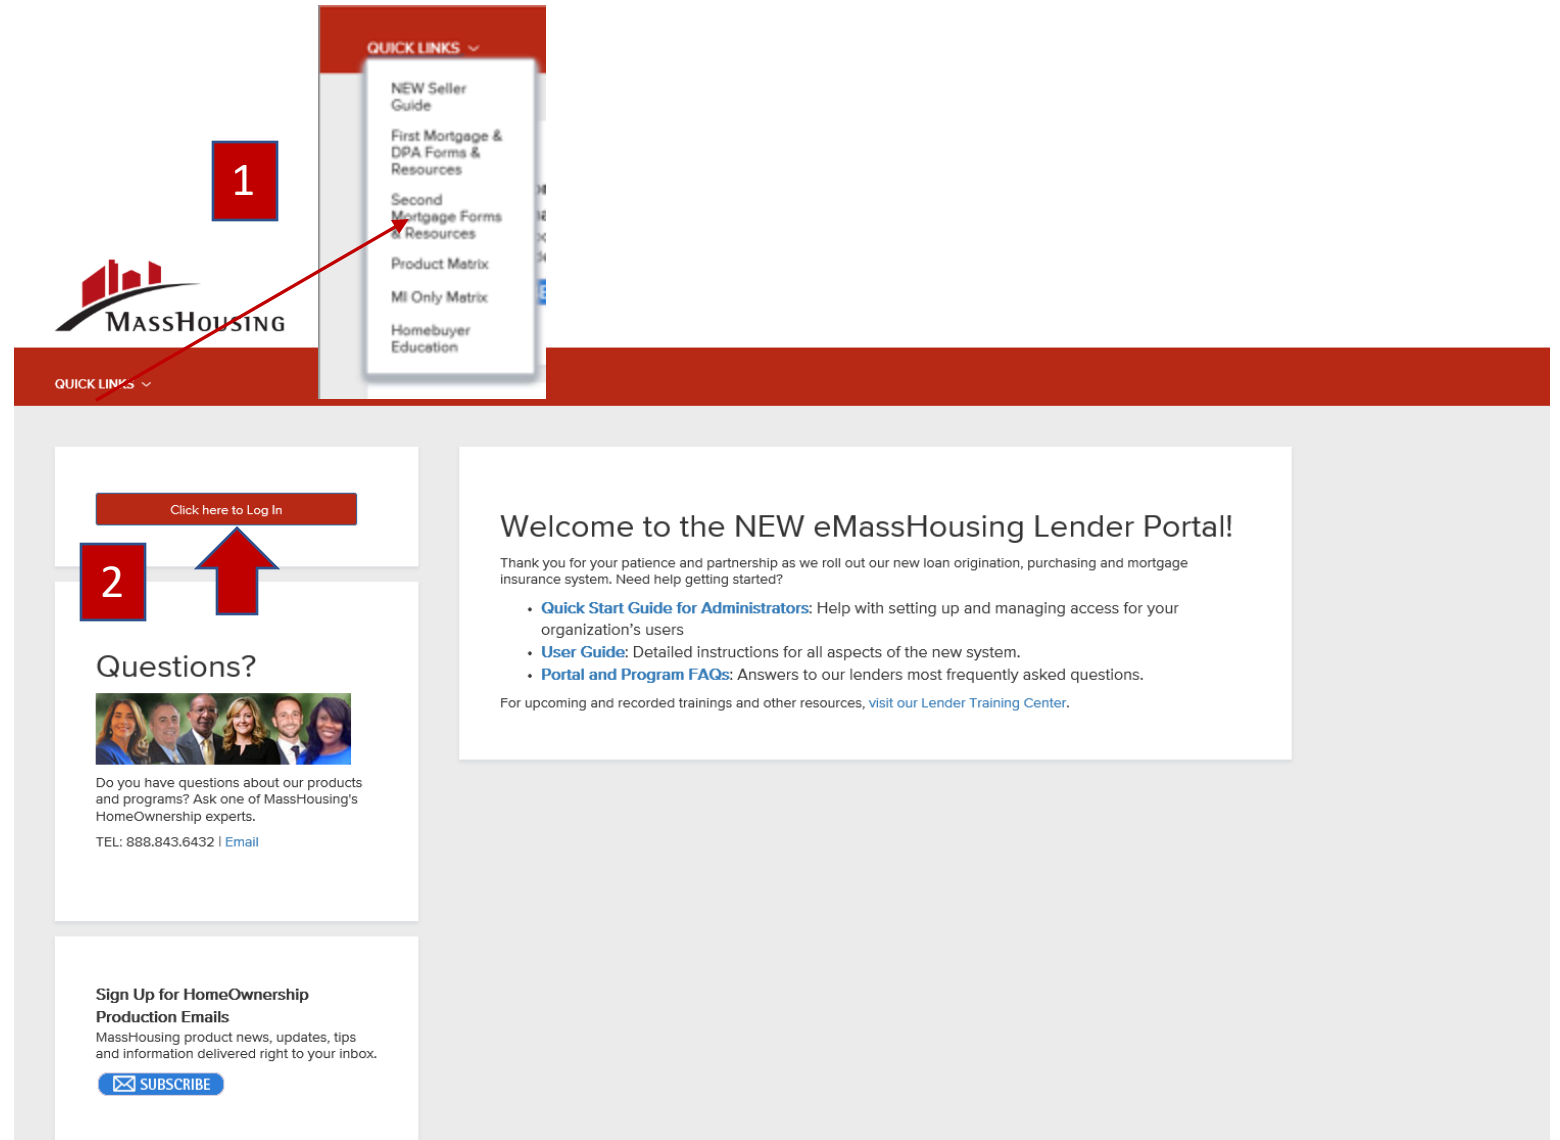 QUICK LINKS
NEW Seller
Guide
First Mortgage &
DPA Forms &
Resources
Second
Mortgage Forms
& Resources
Product Matrix
MI Only Matrix
Homebuyer
Education
1
MASSHOUSING
QUICK LINKS
Click here to Log In
2
Questions?
Do you have questions about our products
and programs? Ask one of MassHousing's
HomeOwnership experts.
TEL: 888.843.6432 | Email
Sign Up for HomeOwnership
Production Emails
MassHousing product news, updates, tips
and information delivered right to your inbox.
SUBSCRIBE
Welcome to the NEW eMassHousing Lender Portal!
Thank you for your patience and partnership as we roll out our new loan origination, purchasing and mortgage
insurance system. Need help getting started?
• Quick Start Guide for Administrators: Help with setting up and managing access for your
organization's users
• User Guide: Detailed instructions for all aspects of the new system.
• Portal and Program FAQs: Answers to our lenders most frequently asked questions.
For upcoming and recorded trainings and other resources, visit our Lender Training Center.